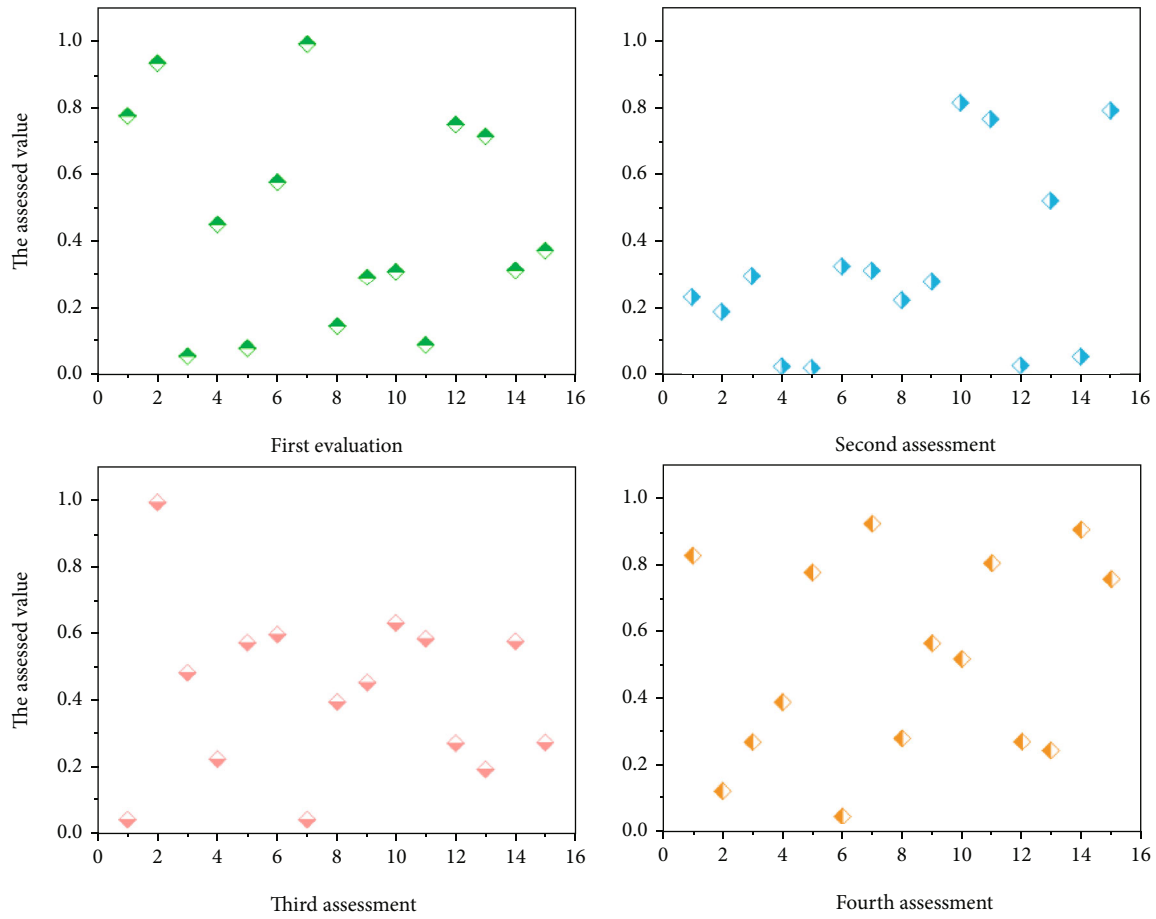 The assessed value
1.0
0.8
0.6
0.4
0.2
0.0
0 2 4 6 8 10 12 14 16
First evaluation
1.0
0.8
0.6
0.4
0.2
0.0
0 2 4 6 8 10 12 14 16
Second assessment
The assessed value
1.0
0.8
0.6
0.4
0.2
0.0
0 2 4 6 8 10 12 14 16
Third assessment
1.0
0.8
0.6
0.4
0.2
0.0
0 2 4 6 8 10 12 14 16
Fourth assessment